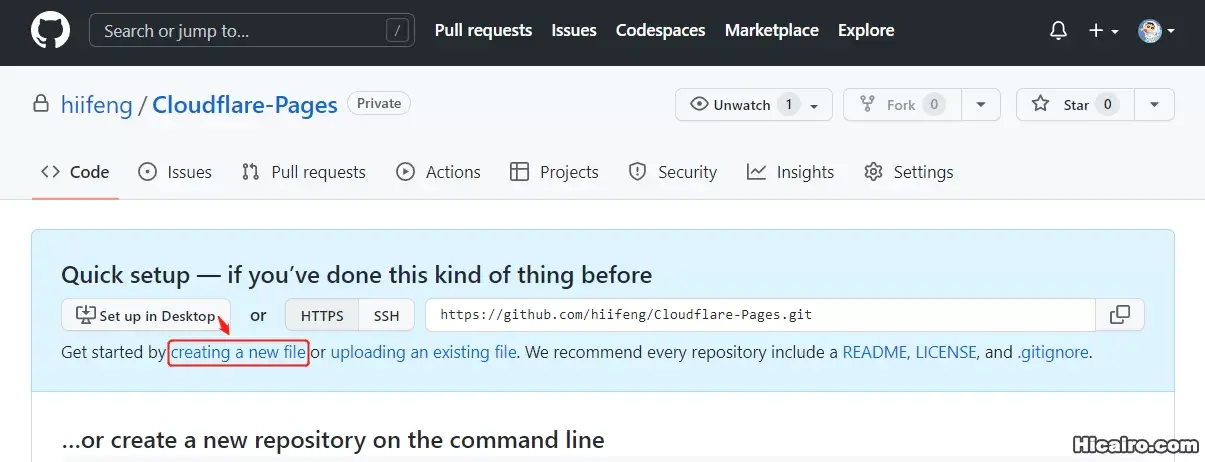 Search or jump to... / Pull requests Issues Codespaces Marketplace Explore
hiifeng / Cloudflare-Pages Private Unwatch 1 Fork 0 Star 0
Code Issues Pull requests Actions Projects Security Insights Settings
Quick setup — if you’ve done this kind of thing before
Set up in Desktop or HTTPS SSH https://github.com/hiifeng/Cloudflare-Pages.git
Get started by creating a new file or uploading an existing file. We recommend every repository include a README, LICENSE, and .gitignore.
...or create a new repository on the command line
Hicairo.com